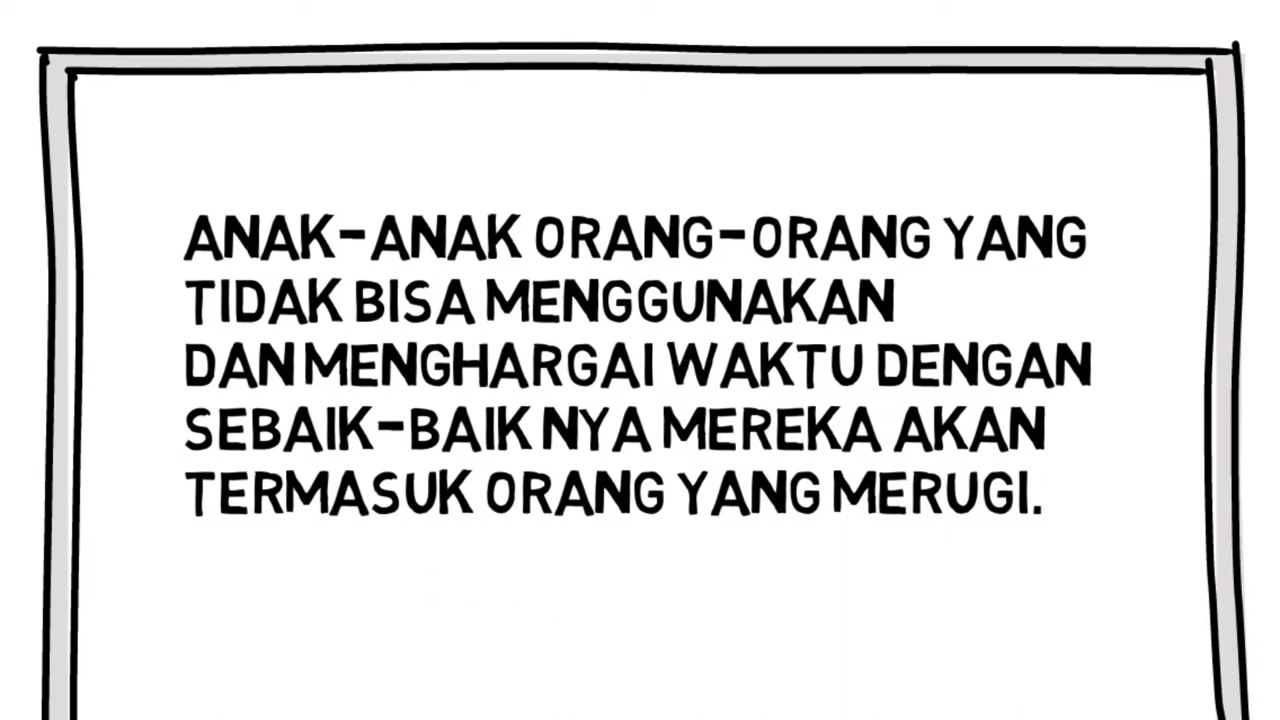 ANAK-ANAK ORANG-ORANG YANG
TIDAK BISA MENGGUNAKAN
DAN MENGHARGAI WAKTU DENGAN
SEBAIK-BAIK NYA MEREKA AKAN
TERMASUK ORANG YANG MERUGI.